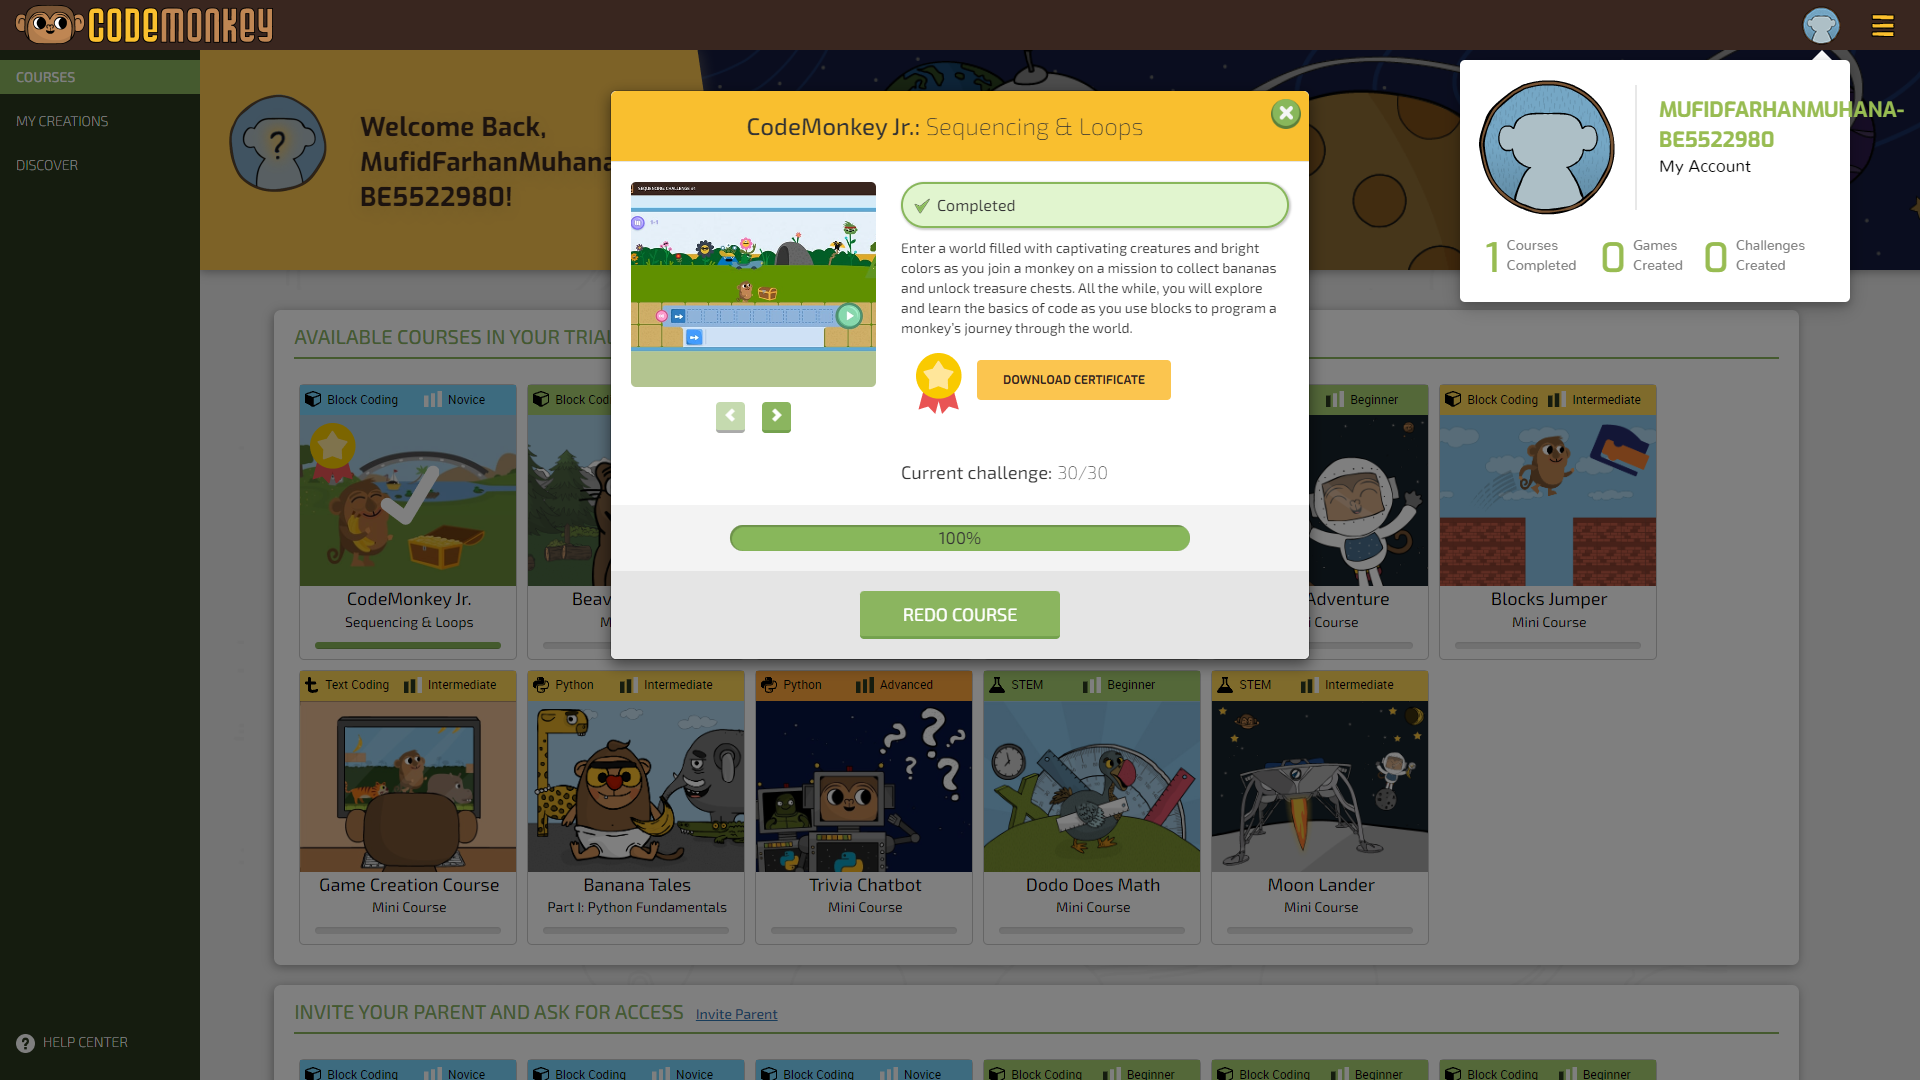 CODEMONKEY
COURSES
MY CREATIONS
DISCOVER
HELP CENTER
?
Welcome Back,
MufidFarhanMuhana
BE5522980!
MUFIDFARHANMUHANA-
BE5522980
My Account
1 Courses Completed
0 Games Created
0 Challenges Created
CodeMonkey Jr.: Sequencing & Loops
Completed
Enter a world filled with captivating creatures and bright
colors as you join a monkey on a mission to collect bananas
and unlock treasure chests. All the while, you will explore
and learn the basics of code as you use blocks to program a
monkey's journey through the world.
DOWNLOAD CERTIFICATE
Current challenge: 30/30
100%
REDO COURSE
AVAILABLE COURSES IN YOUR TRIAL
Block Coding Novice
CodeMonkey Jr.
Sequencing & Loops
Block Cod
Beav
M
Beginner
Adventure
Course
Block Coding Intermediate
Blocks Jumper
Mini Course
Text Coding Intermediate
Game Creation Course
Mini Course
Python Intermediate
Banana Tales
Part I: Python Fundamentals
Python Advanced
? ? ? ?
Trivia Chatbot
Mini Course
STEM Beginner
Dodo Does Math
Mini Course
STEM Intermediate
Moon Lander
Mini Course
INVITE YOUR PARENT AND ASK FOR ACCESS Invite Parent
Block Coding Novice
Block Coding Novice
Block Coding Novice
Block Coding Beginner
Block Coding Beginner
Block Coding Beginner